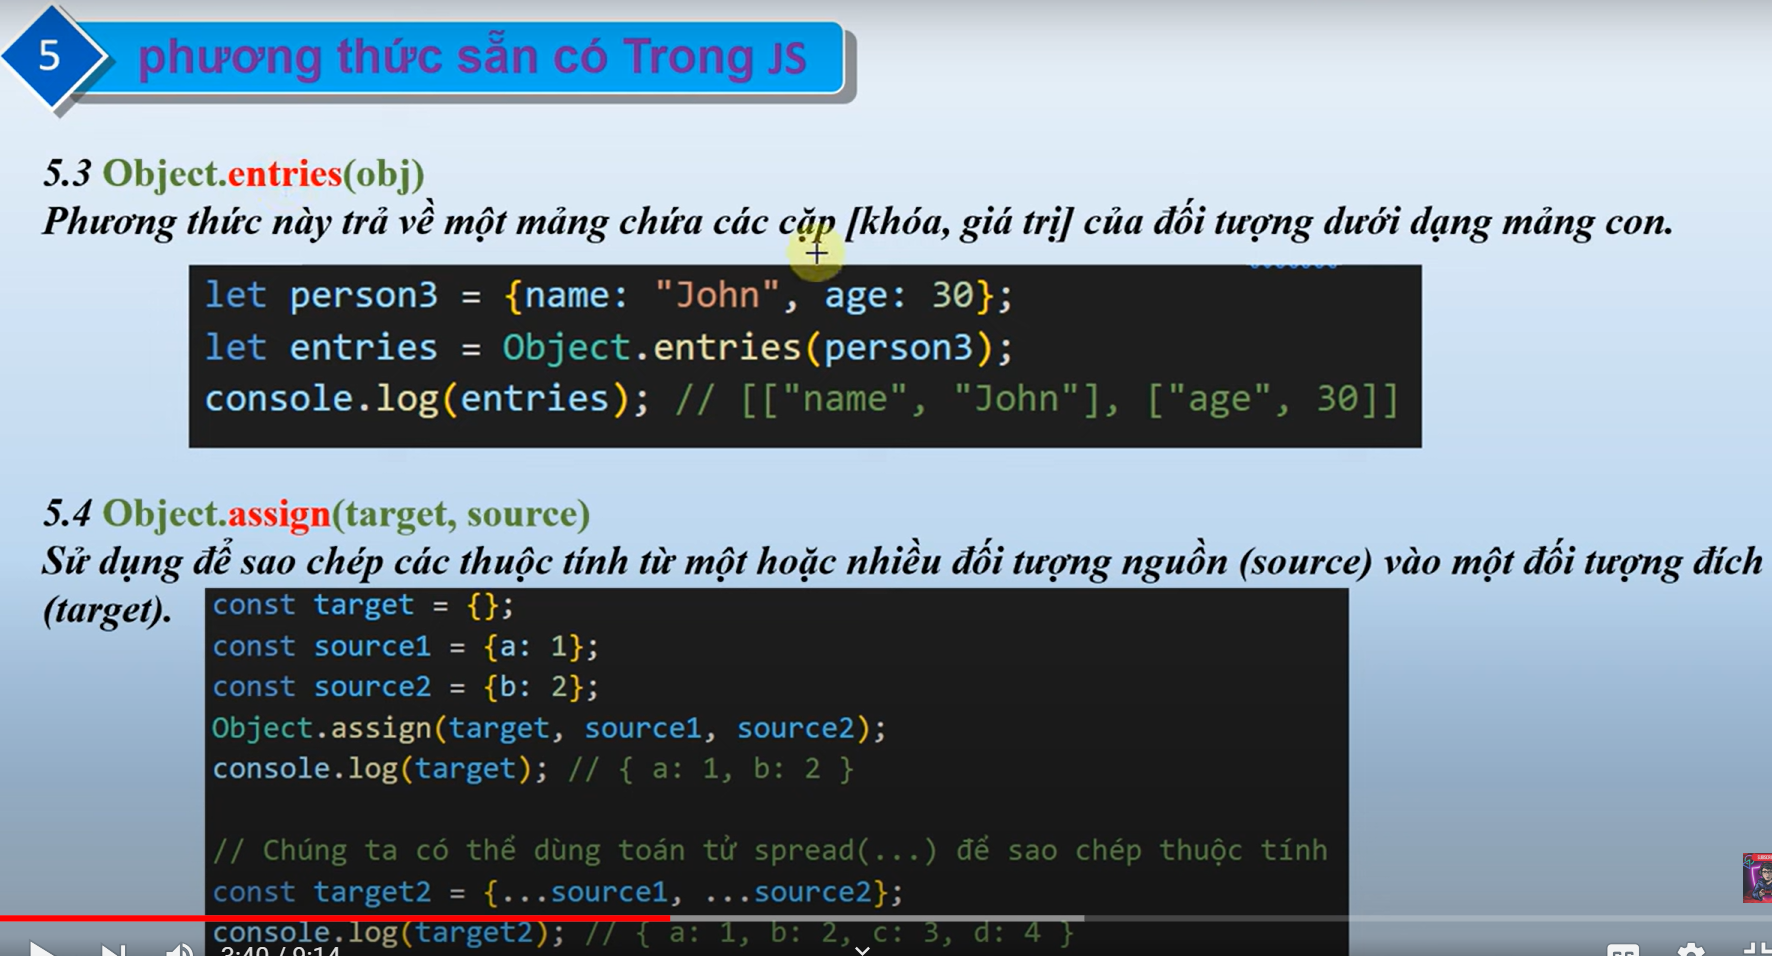 5 phương thức sẵn có Trong JS
5.3 Object.entries(obj)
Phương thức này trả về một mảng chứa các cặp [khóa, giá trị] của đối tượng dưới dạng mảng con.
let person3 = {name: "John", age: 30};
let entries = Object.entries(person3);
console.log(entries); // [["name", "John"], ["age", 30]]
5.4 Object.assign(target, source)
Sử dụng để sao chép các thuộc tính từ một hoặc nhiều đối tượng nguồn (source) vào một đối tượng đích
(target).
const target = {};
const source1 = {a: 1};
const source2 = {b: 2};
Object.assign(target, source1, source2);
console.log(target); // { a: 1, b: 2 }
// Chúng ta có thể dùng toán tử spread(...) để sao chép thuộc tính
const target2 = {...source1, ...source2};
console.log(target2); // { a: 1, b: 2, c: 3, d: 4 }
3:40 / 9:14